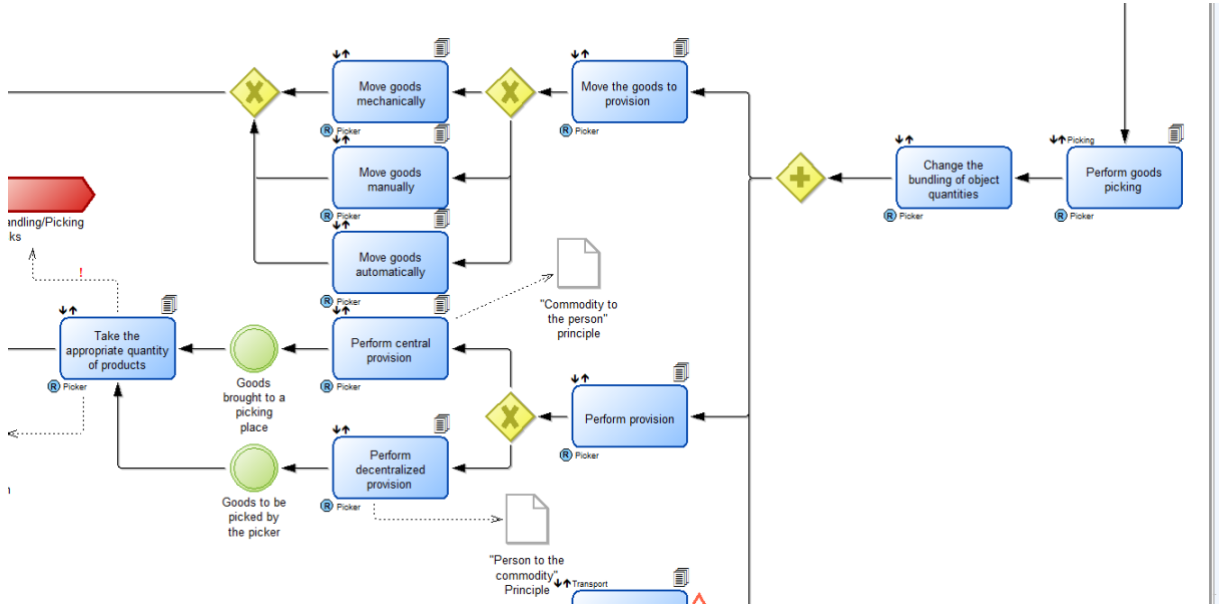 Move goods
mechanically
R Picker
Move the goods to
provision
R Picker
Picking
Perform goods
picking
R Picker
Change the
bundling of object
quantities
R Picker
Move goods
manually
R Picker
andling/Picking
ks
Move goods
automatically
R Picker
"Commodity to
the person"
principle
!
Take the
appropriate quantity
of products
R Picker
Goods
brought to a
picking
place
Perform central
provision
R Picker
Perform provision
R Picker
Perform
decentralized
provision
R Picker
Goods to be
picked by
the picker
"Person to the
commodity"
Principle
Transport